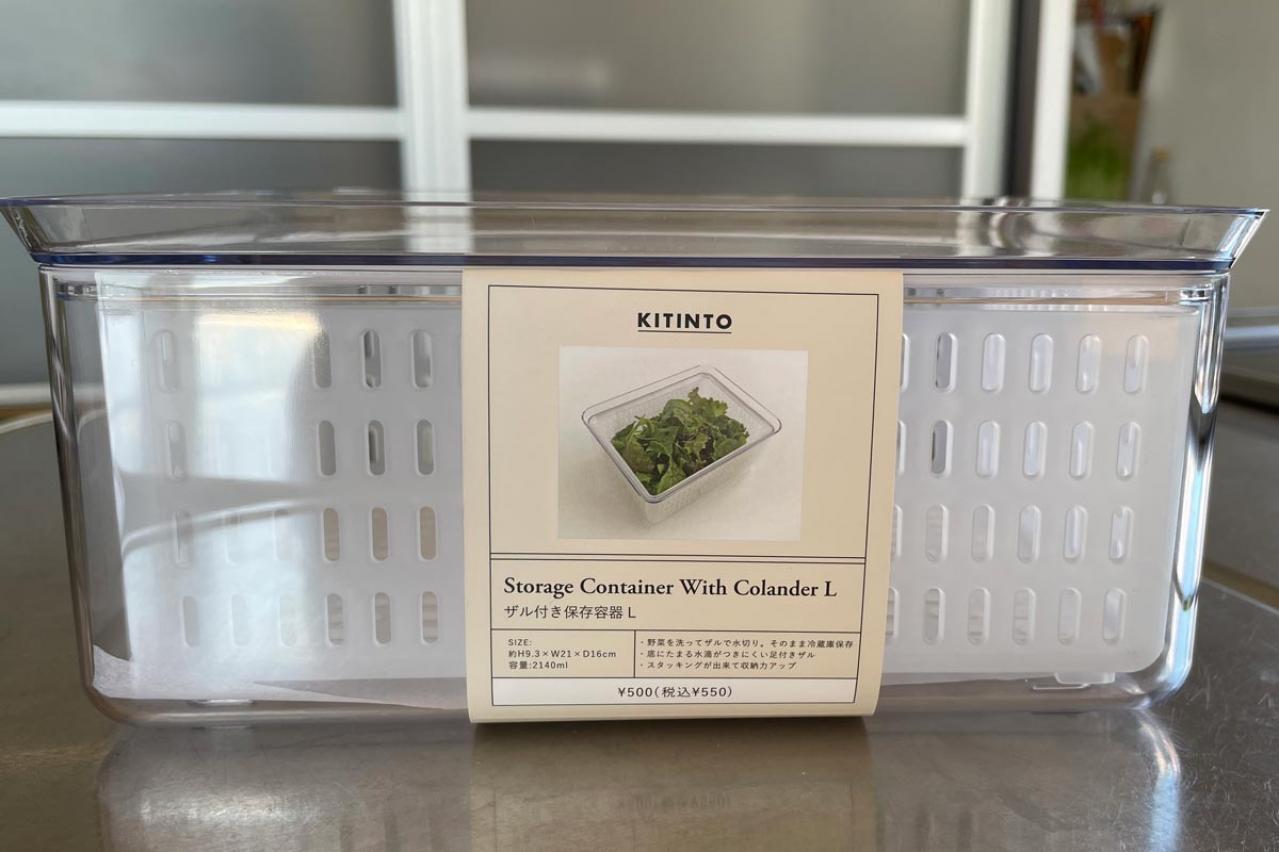 KITINTO
Storage Container With Colander L
ザル付き保存容器 L
SIZE:
約H9.3×W21×D16cm
容量:2140ml
・野菜を洗ってザルで水切り。そのまま冷蔵庫保存
・底にたまる水滴がつきにくい足付きザル
・スタッキングが出来て収納力アップ
¥500(税込¥550)